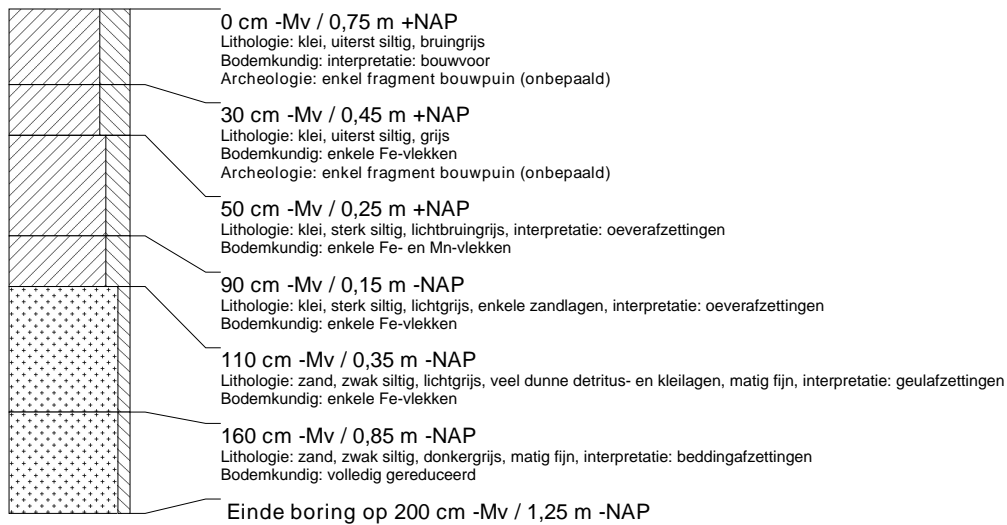 0 cm -Mv / 0,75 m +NAP
Lithologie: klei, uiterst siltig, bruingrijs
Bodemkundig: interpretatie: bouwvoor
Archeologie: enkel fragment bouwpuin (onbepaald)
30 cm -Mv / 0,45 m +NAP
Lithologie: klei, uiterst siltig, grijs
Bodemkundig: enkele Fe-vlekken
Archeologie: enkel fragment bouwpuin (onbepaald)
50 cm -Mv / 0,25 m +NAP
Lithologie: klei, sterk siltig, lichtbruingrijs, interpretatie: oeverafzettingen
Bodemkundig: enkele Fe- en Mn-vlekken
90 cm -Mv / 0,15 m -NAP
Lithologie: klei, sterk siltig, lichtgrijs, enkele zandlagen, interpretatie: oeverafzettingen
Bodemkundig: enkele Fe-vlekken
110 cm -Mv / 0,35 m -NAP
Lithologie: zand, zwak siltig, lichtgrijs, veel dunne detritus- en kleilagen, matig fijn, interpretatie: geulafzettingen
Bodemkundig: enkele Fe-vlekken
160 cm -Mv / 0,85 m -NAP
Lithologie: zand, zwak siltig, donkergrijs, matig fijn, interpretatie: beddingafzettingen
Bodemkundig: volledig gereduceerd
Einde boring op 200 cm -Mv / 1,25 m -NAP